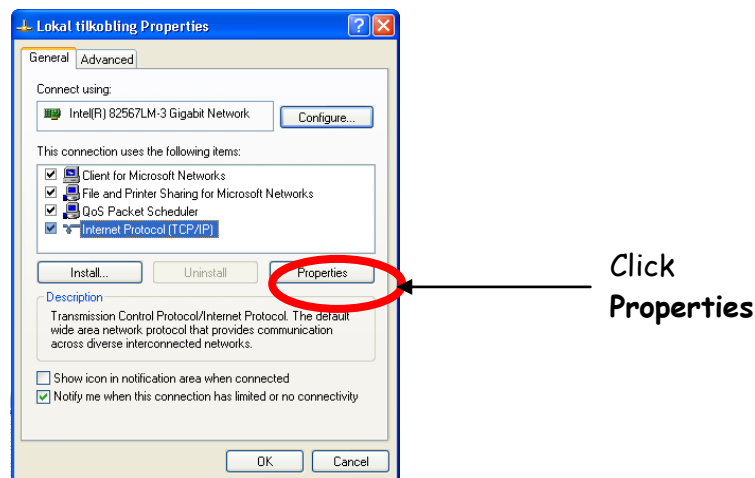 Lokal tilkobling Properties
General
Advanced
Connect using:
Intel(R) 82567LM-3 Gigabit Network
Configure...
This connection uses the following items:
Client for Microsoft Networks
File and Printer Sharing for Microsoft Networks
QoS Packet Scheduler
Internet Protocol (TCP/IP)
Install...
Uninstall
Properties
Description
Transmission Control Protocol/Internet Protocol. The default
wide area network protocol that provides communication
across diverse interconnected networks.
Show icon in notification area when connected
Notify me when this connection has limited or no connectivity
OK
Cancel
Click
Properties